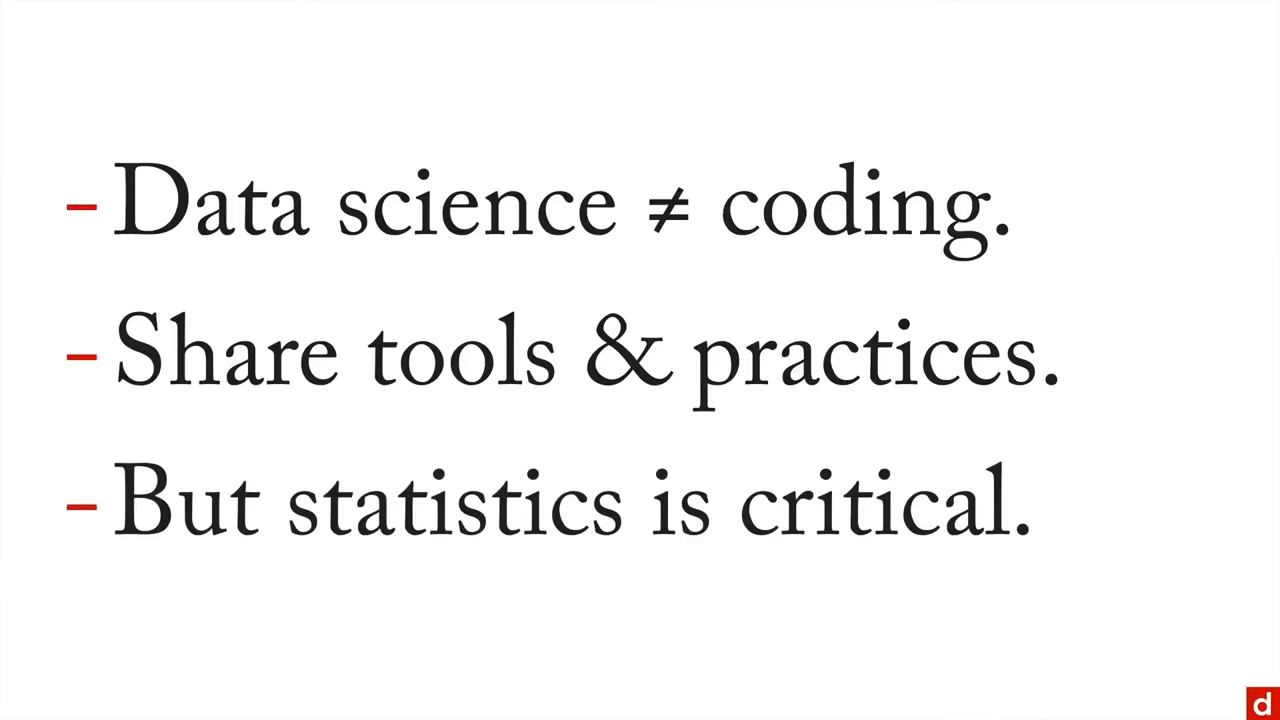 - Data science ≠ coding.
- Share tools & practices.
- But statistics is critical.
d